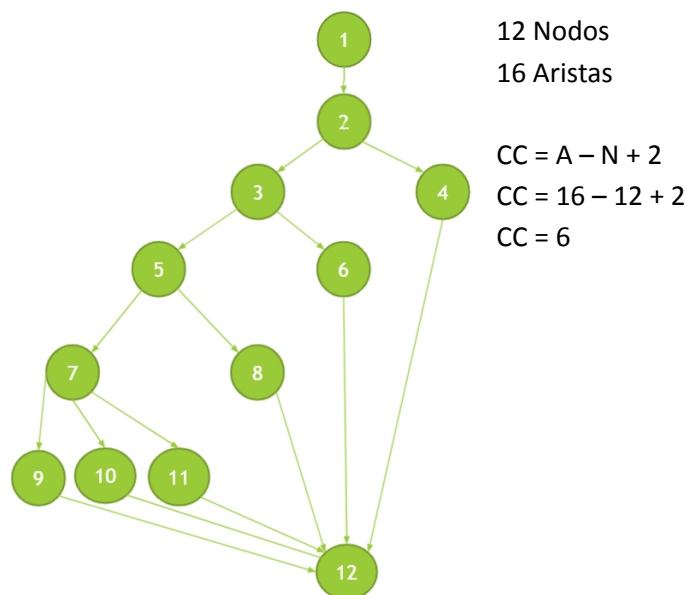 1
12 Nodos
16 Aristas
2
CC = A – N + 2
CC = 16 – 12 + 2
CC = 6
3
4
5
6
7
8
9
10
11
12